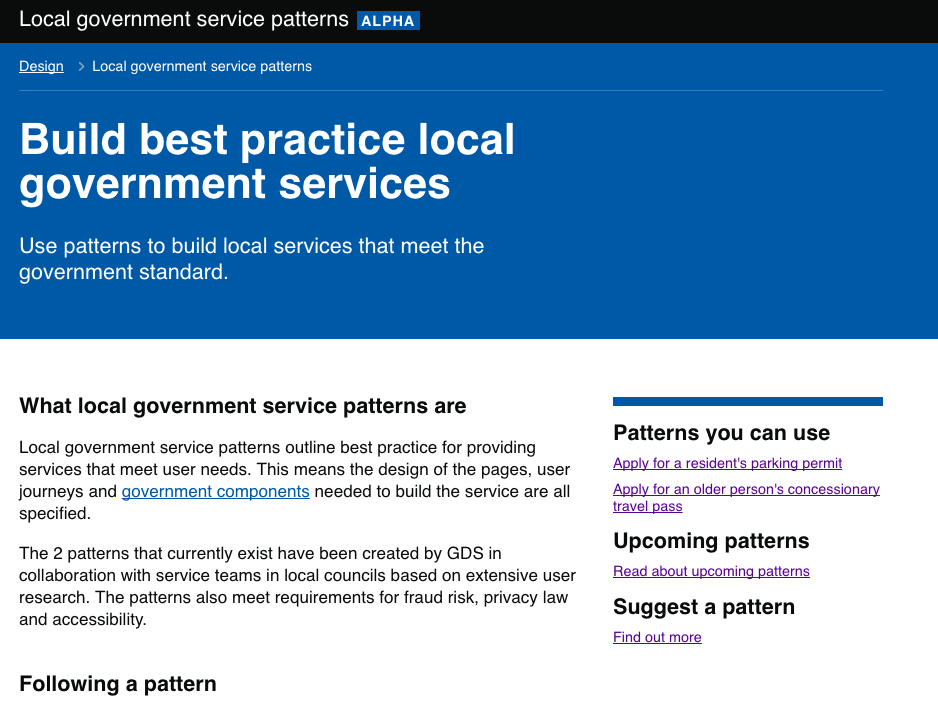 Local government service patterns ALPHA
Design > Local government service patterns
Build best practice local
government services
Use patterns to build local services that meet the
government standard.
What local government service patterns are
Local government service patterns outline best practice for providing
services that meet user needs. This means the design of the pages, user
journeys and government components needed to build the service are all
specified.
The 2 patterns that currently exist have been created by GDS in
collaboration with service teams in local councils based on extensive user
research. The patterns also meet requirements for fraud risk, privacy law
and accessibility.
Following a pattern
Patterns you can use
Apply for a resident's parking permit
Apply for an older person's concessionary
travel pass
Upcoming patterns
Read about upcoming patterns
Suggest a pattern
Find out more